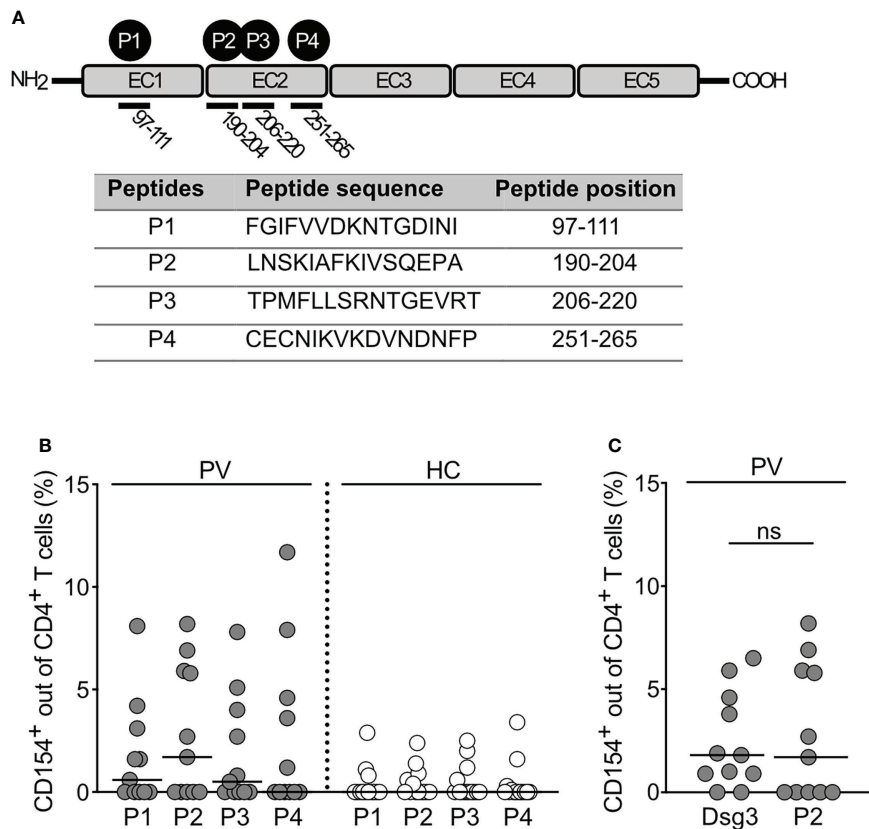 A
P1 P2 P3 P4
NH2 EC1 EC2 EC3 EC4 EC5 COOH
97-111 190-204 206-220 251-265
Peptides Peptide sequence Peptide position
P1 FGIFVVDKNTGDINI 97-111
P2 LNSKIAFKIVSQEPA 190-204
P3 TPMFLLSRNTGEVRT 206-220
P4 CECNIKVKDVNDNFP 251-265
B
PV HC
CD154+ out of CD4+ T cells (%)
15
10
5
0
P1 P2 P3 P4 P1 P2 P3 P4
C
PV
ns
CD154+ out of CD4+ T cells (%)
15
10
5
0
Dsg3 P2